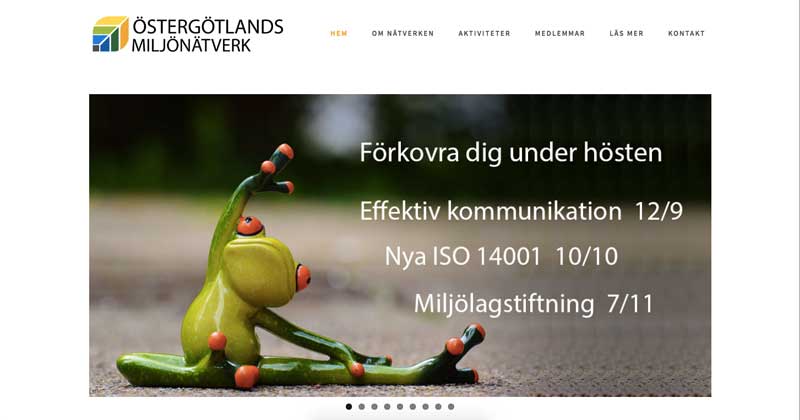 ÖSTERGÖTLANDS
MILJÖNÄTVERK
HEM OM NÄTVERKEN AKTIVITETER MEDLEMMAR LÄS MER KONTAKT
Förkovra dig under hösten
Effektiv kommunikation 12/9
Nya ISO 14001 10/10
Miljölagstiftning 7/11